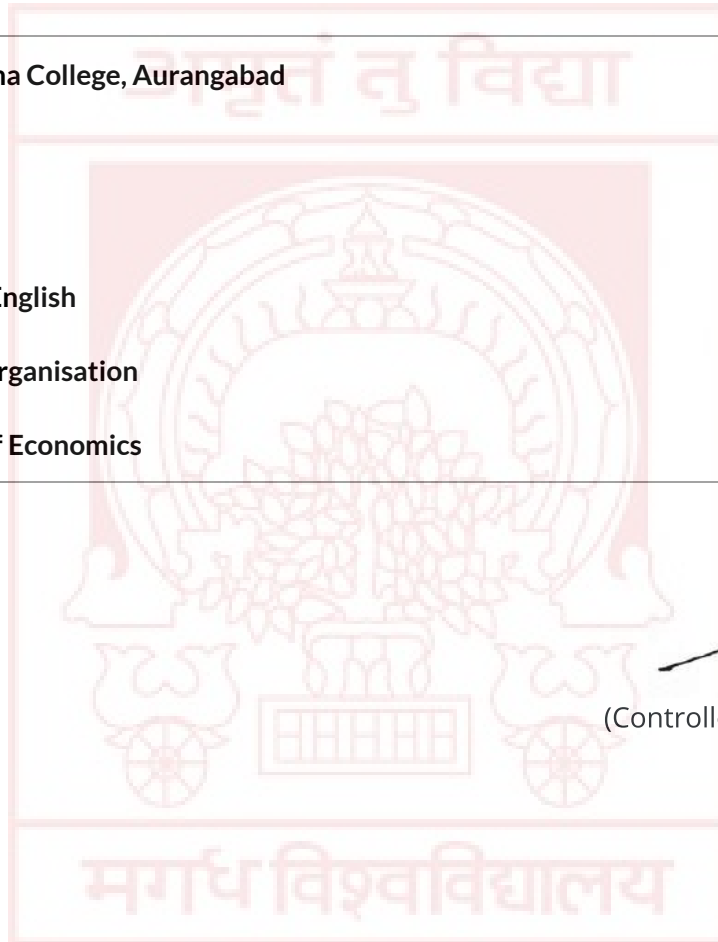 अमृतं तु विद्या
na College, Aurangabad
English
rganisation
f Economics
(Controll
मगध विश्वविद्यालय